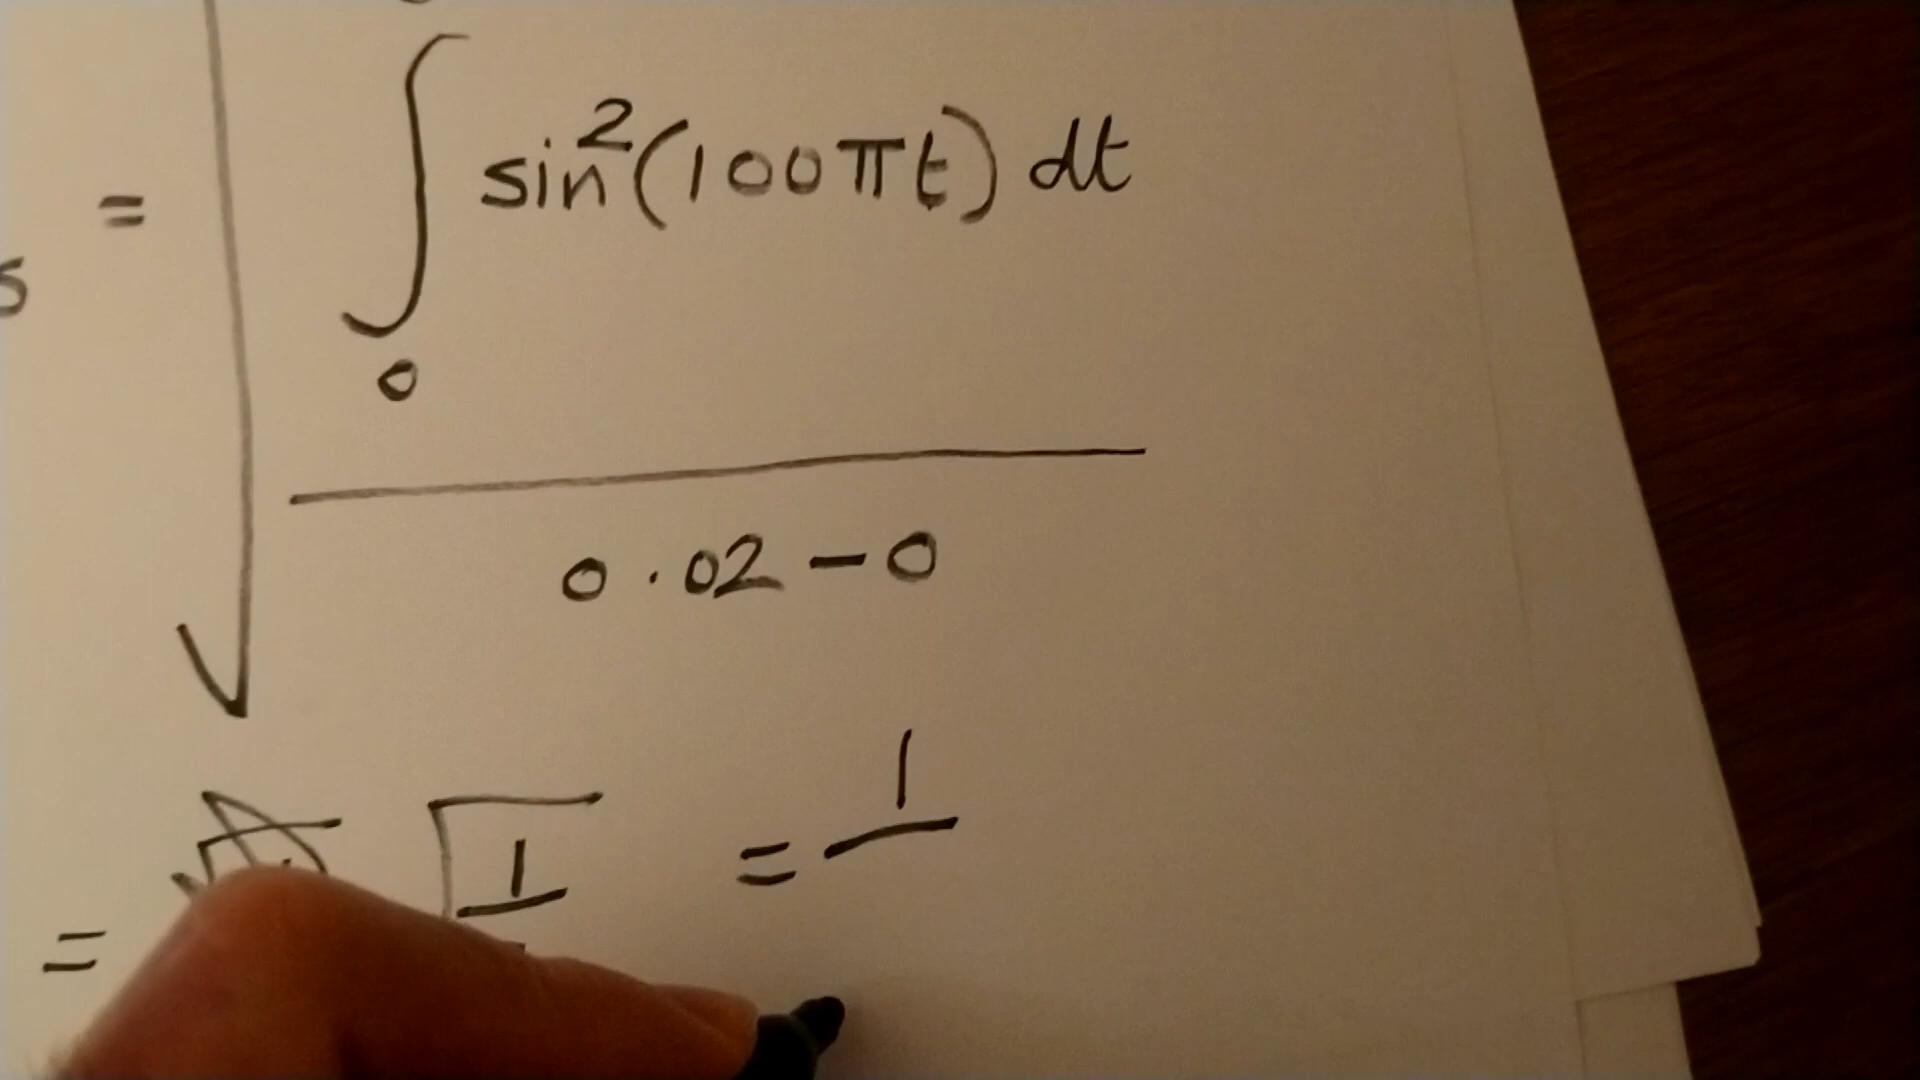 s = √ ∫ sin²(100πt) dt
0
0.02 - 0
= √ 1 = 1